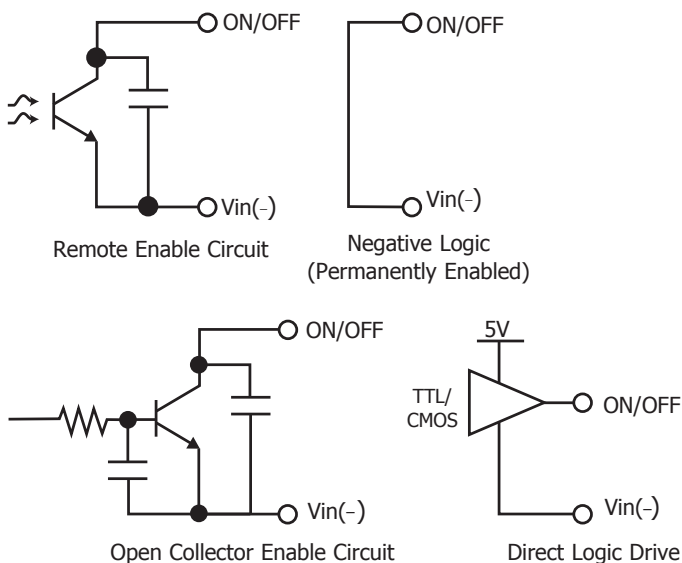 ON/OFF
Vin(-)
Remote Enable Circuit
ON/OFF
Vin(-)
Negative Logic
(Permanently Enabled)
ON/OFF
Vin(-)
Open Collector Enable Circuit
5V
TTL/
CMOS
ON/OFF
Vin(-)
Direct Logic Drive